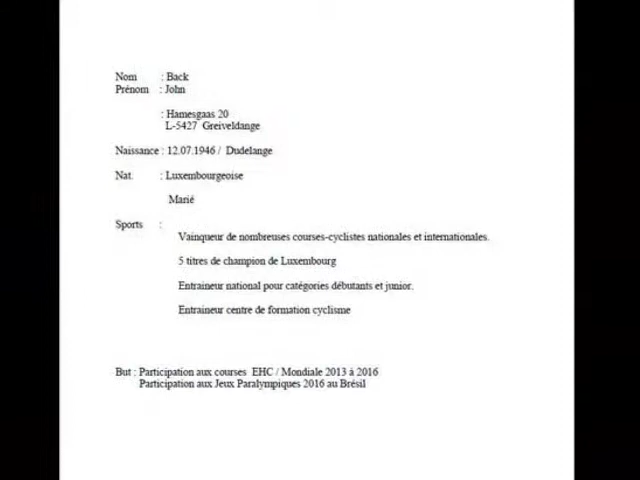 Nom : Back
Prénom : John
: Hamesgaas 20
L-5427 Greiveldange
Naissance : 12.07.1946 / Dudelange
Nat. : Luxembourgeoise
Marié
Sports :
Vainqueur de nombreuses courses-cyclistes nationales et internationales.
5 titres de champion de Luxembourg
Entraineur national pour catégories débutants et junior.
Entraineur centre de formation cyclisme
But : Participation aux courses EHC / Mondiale 2013 à 2016
Participation aux Jeux Paralympiques 2016 au Brésil